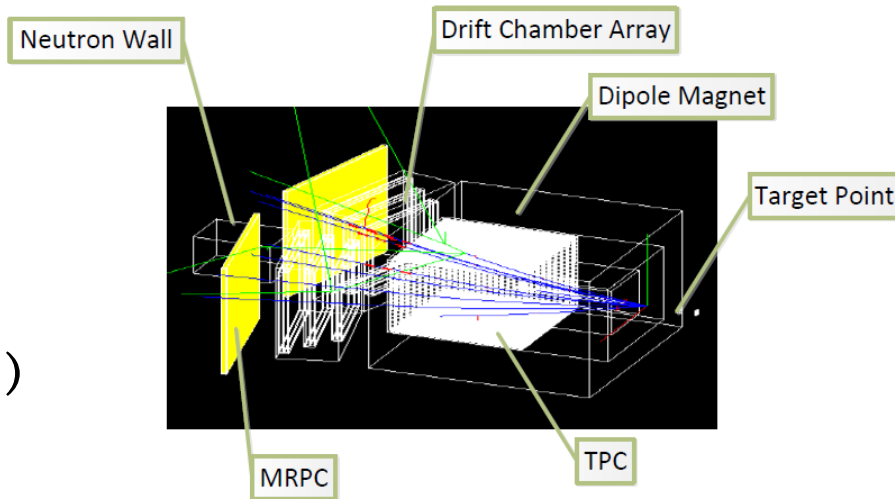 Neutron Wall
Drift Chamber Array
Dipole Magnet
Target Point
)
MRPC
TPC